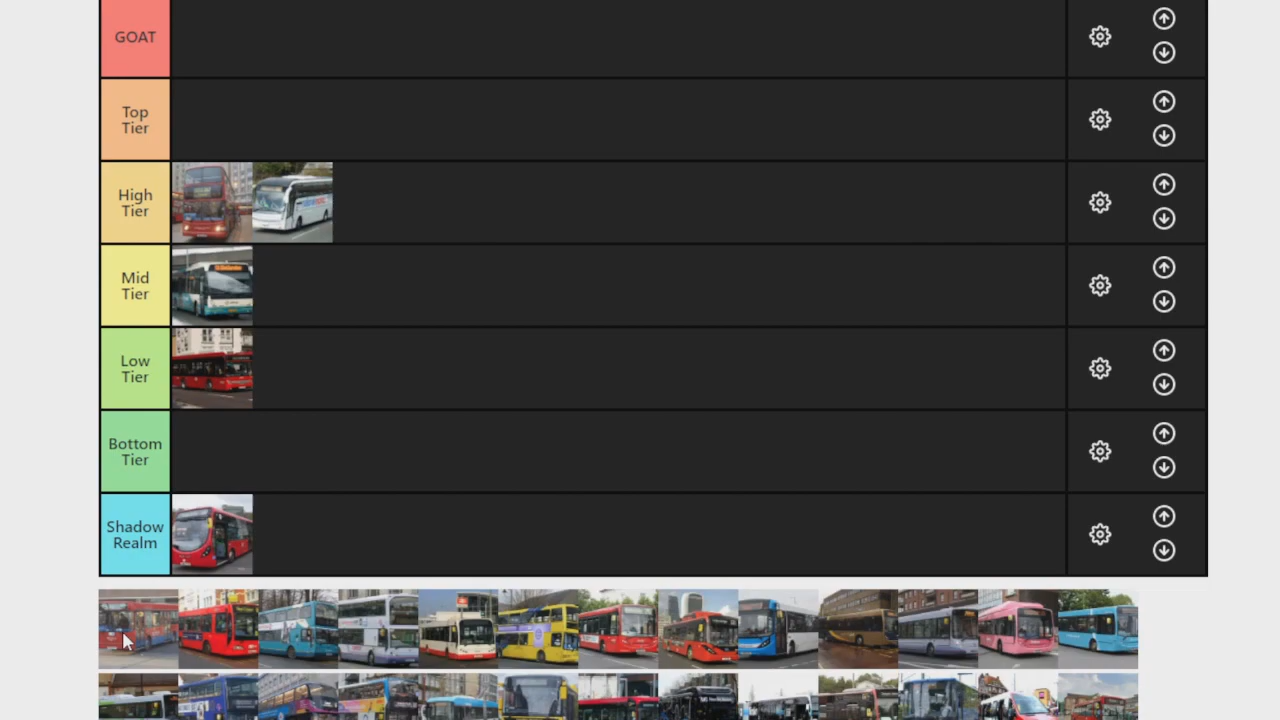 GOAT
Top
Tier
High
Tier
Mid
Tier
Low
Tier
Bottom
Tier
Shadow
Realm